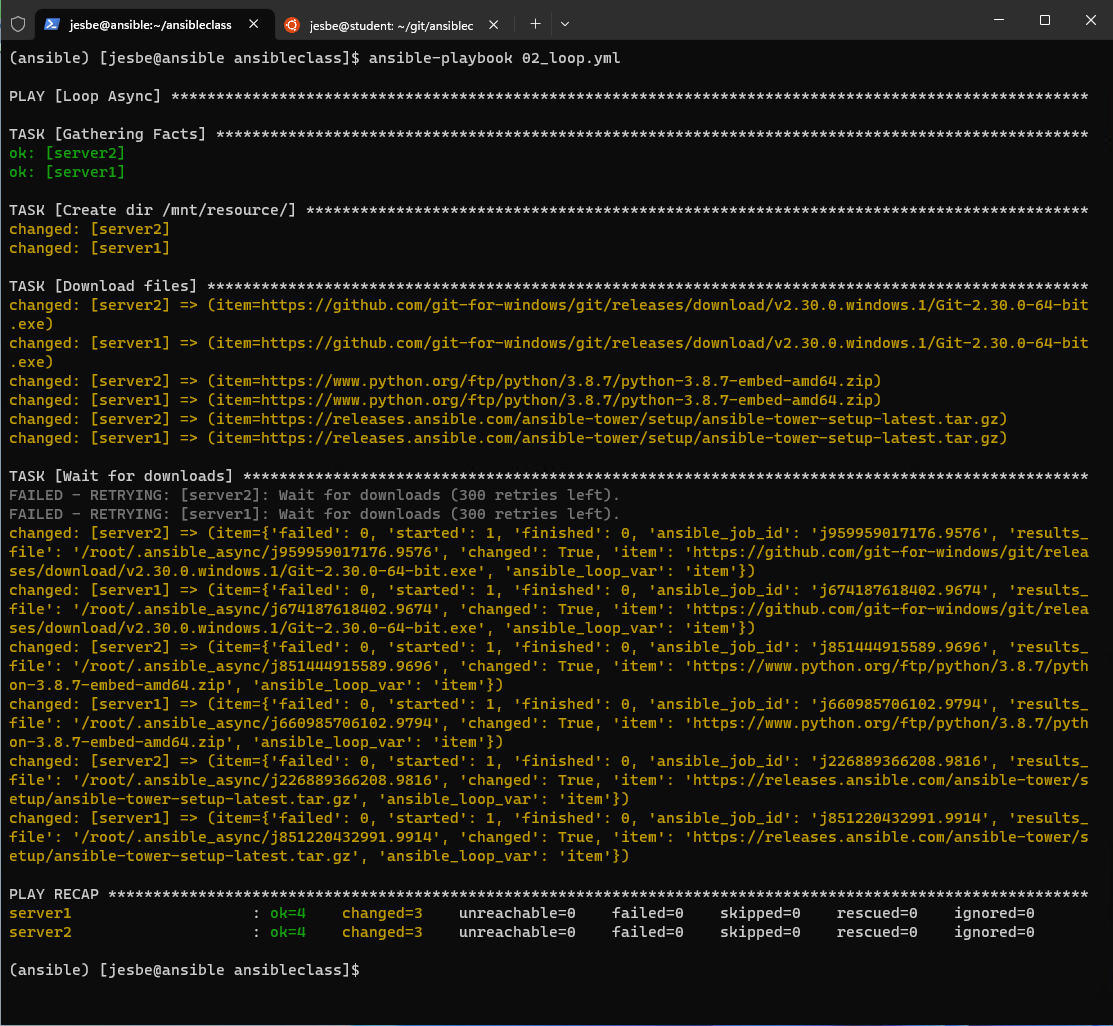 jesbe@ansible:~/ansibleclass
jesbe@student: ~/git/ansiblec
(ansible) [jesbe@ansible ansibleclass]$ ansible-playbook 02_loop.yml
PLAY [Loop Async] ******************************************************************************************************
TASK [Gathering Facts] *************************************************************************************************
ok: [server2]
ok: [server1]
TASK [Create dir /mnt/resource/] ***************************************************************************************
changed: [server2]
changed: [server1]
TASK [Download files] **************************************************************************************************
changed: [server2] => (item=https://github.com/git-for-windows/git/releases/download/v2.30.0.windows.1/Git-2.30.0-64-bit
.exe)
changed: [server1] => (item=https://github.com/git-for-windows/git/releases/download/v2.30.0.windows.1/Git-2.30.0-64-bit
.exe)
changed: [server2] => (item=https://www.python.org/ftp/python/3.8.7/python-3.8.7-embed-amd64.zip)
changed: [server1] => (item=https://www.python.org/ftp/python/3.8.7/python-3.8.7-embed-amd64.zip)
changed: [server2] => (item=https://releases.ansible.com/ansible-tower/setup/ansible-tower-setup-latest.tar.gz)
changed: [server1] => (item=https://releases.ansible.com/ansible-tower/setup/ansible-tower-setup-latest.tar.gz)
TASK [Wait for downloads] **********************************************************************************************
FAILED - RETRYING: [server2]: Wait for downloads (300 retries left).
FAILED - RETRYING: [server1]: Wait for downloads (300 retries left).
changed: [server2] => (item={'failed': 0, 'started': 1, 'finished': 0, 'ansible_job_id': 'j959959017176.9576', 'results_
file': '/root/.ansible_async/j959959017176.9576', 'changed': True, 'item': 'https://github.com/git-for-windows/git/relea
ses/download/v2.30.0.windows.1/Git-2.30.0-64-bit.exe', 'ansible_loop_var': 'item'})
changed: [server1] => (item={'failed': 0, 'started': 1, 'finished': 0, 'ansible_job_id': 'j674187618402.9674', 'results_
file': '/root/.ansible_async/j674187618402.9674', 'changed': True, 'item': 'https://github.com/git-for-windows/git/relea
ses/download/v2.30.0.windows.1/Git-2.30.0-64-bit.exe', 'ansible_loop_var': 'item'})
changed: [server2] => (item={'failed': 0, 'started': 1, 'finished': 0, 'ansible_job_id': 'j851444915589.9696', 'results_
file': '/root/.ansible_async/j851444915589.9696', 'changed': True, 'item': 'https://www.python.org/ftp/python/3.8.7/pyth
on-3.8.7-embed-amd64.zip', 'ansible_loop_var': 'item'})
changed: [server1] => (item={'failed': 0, 'started': 1, 'finished': 0, 'ansible_job_id': 'j660985706102.9794', 'results_
file': '/root/.ansible_async/j660985706102.9794', 'changed': True, 'item': 'https://www.python.org/ftp/python/3.8.7/pyth
on-3.8.7-embed-amd64.zip', 'ansible_loop_var': 'item'})
changed: [server2] => (item={'failed': 0, 'started': 1, 'finished': 0, 'ansible_job_id': 'j226889366208.9816', 'results_
file': '/root/.ansible_async/j226889366208.9816', 'changed': True, 'item': 'https://releases.ansible.com/ansible-tower/s
etup/ansible-tower-setup-latest.tar.gz', 'ansible_loop_var': 'item'})
changed: [server1] => (item={'failed': 0, 'started': 1, 'finished': 0, 'ansible_job_id': 'j851220432991.9914', 'results_
file': '/root/.ansible_async/j851220432991.9914', 'changed': True, 'item': 'https://releases.ansible.com/ansible-tower/s
etup/ansible-tower-setup-latest.tar.gz', 'ansible_loop_var': 'item'})
PLAY RECAP *************************************************************************************************************
server1                    : ok=4    changed=3    unreachable=0    failed=0    skipped=0    rescued=0    ignored=0
server2                    : ok=4    changed=3    unreachable=0    failed=0    skipped=0    rescued=0    ignored=0
(ansible) [jesbe@ansible ansibleclass]$